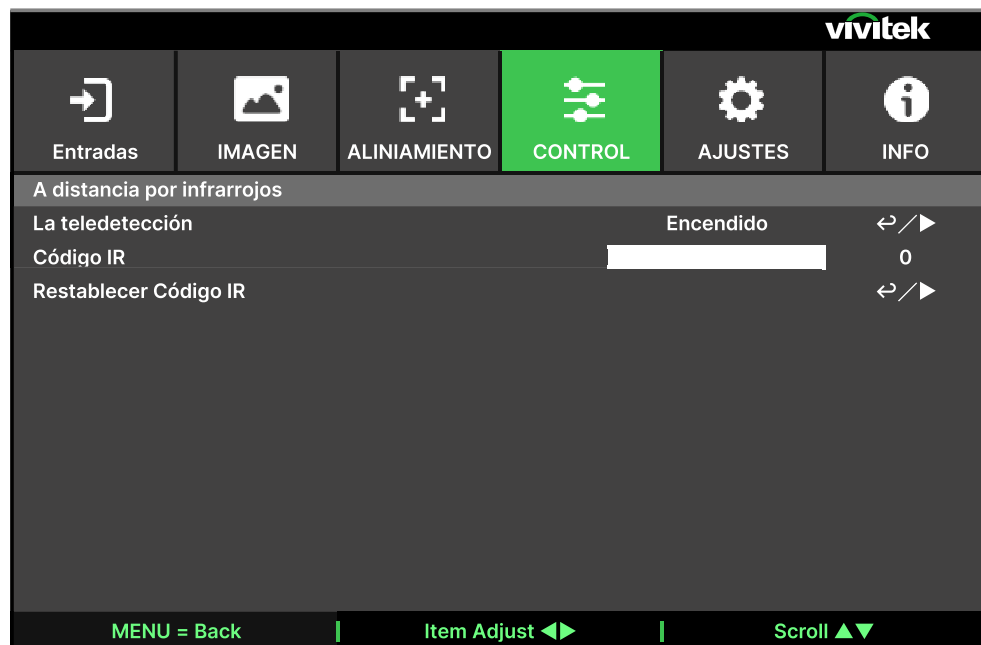 vivitek
Entradas IMAGEN ALINIAMIENTO CONTROL AJUSTES INFO
A distancia por infrarrojos
La teledetección Encendido
Código IR 0
Restablecer Código IR
MENU = Back Item Adjust ◀▶ Scroll ▲▼